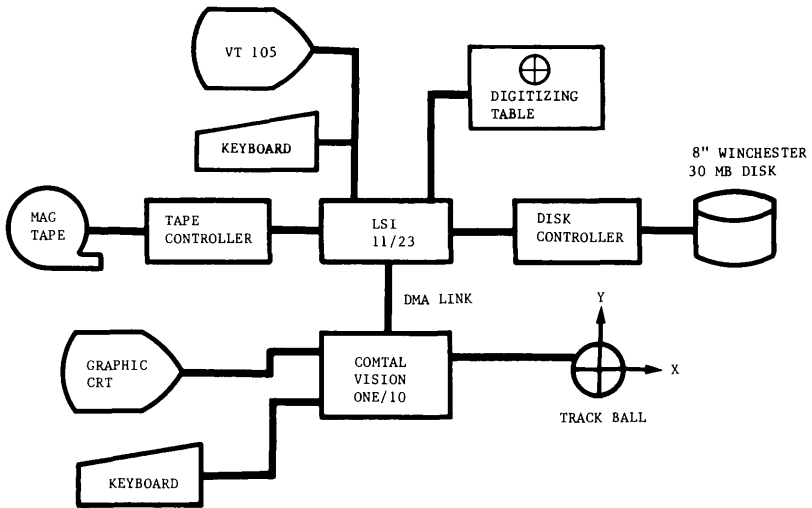 VT 105
DIGITIZING
TABLE
KEYBOARD
8" WINCHESTER
30 MB DISK
MAG
TAPE
TAPE
CONTROLLER
LSI
11/23
DISK
CONTROLLER
DMA LINK
Y
GRAPHIC
CRT
COMTAL
VISION
ONE/10
X
TRACK BALL
KEYBOARD